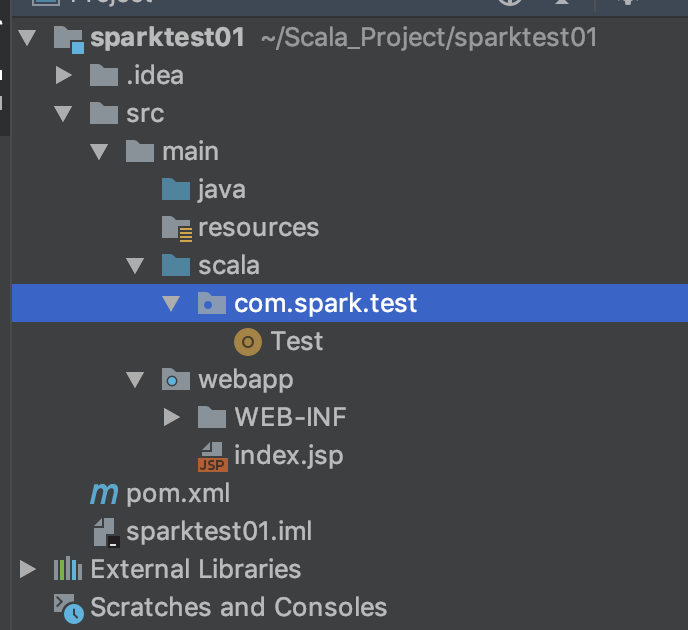 sparktest01 ~/Scala_Project/sparktest01
.idea
src
main
java
resources
scala
com.spark.test
Test
webapp
WEB-INF
JSP index.jsp
m pom.xml
sparktest01.iml
External Libraries
Scratches and Consoles